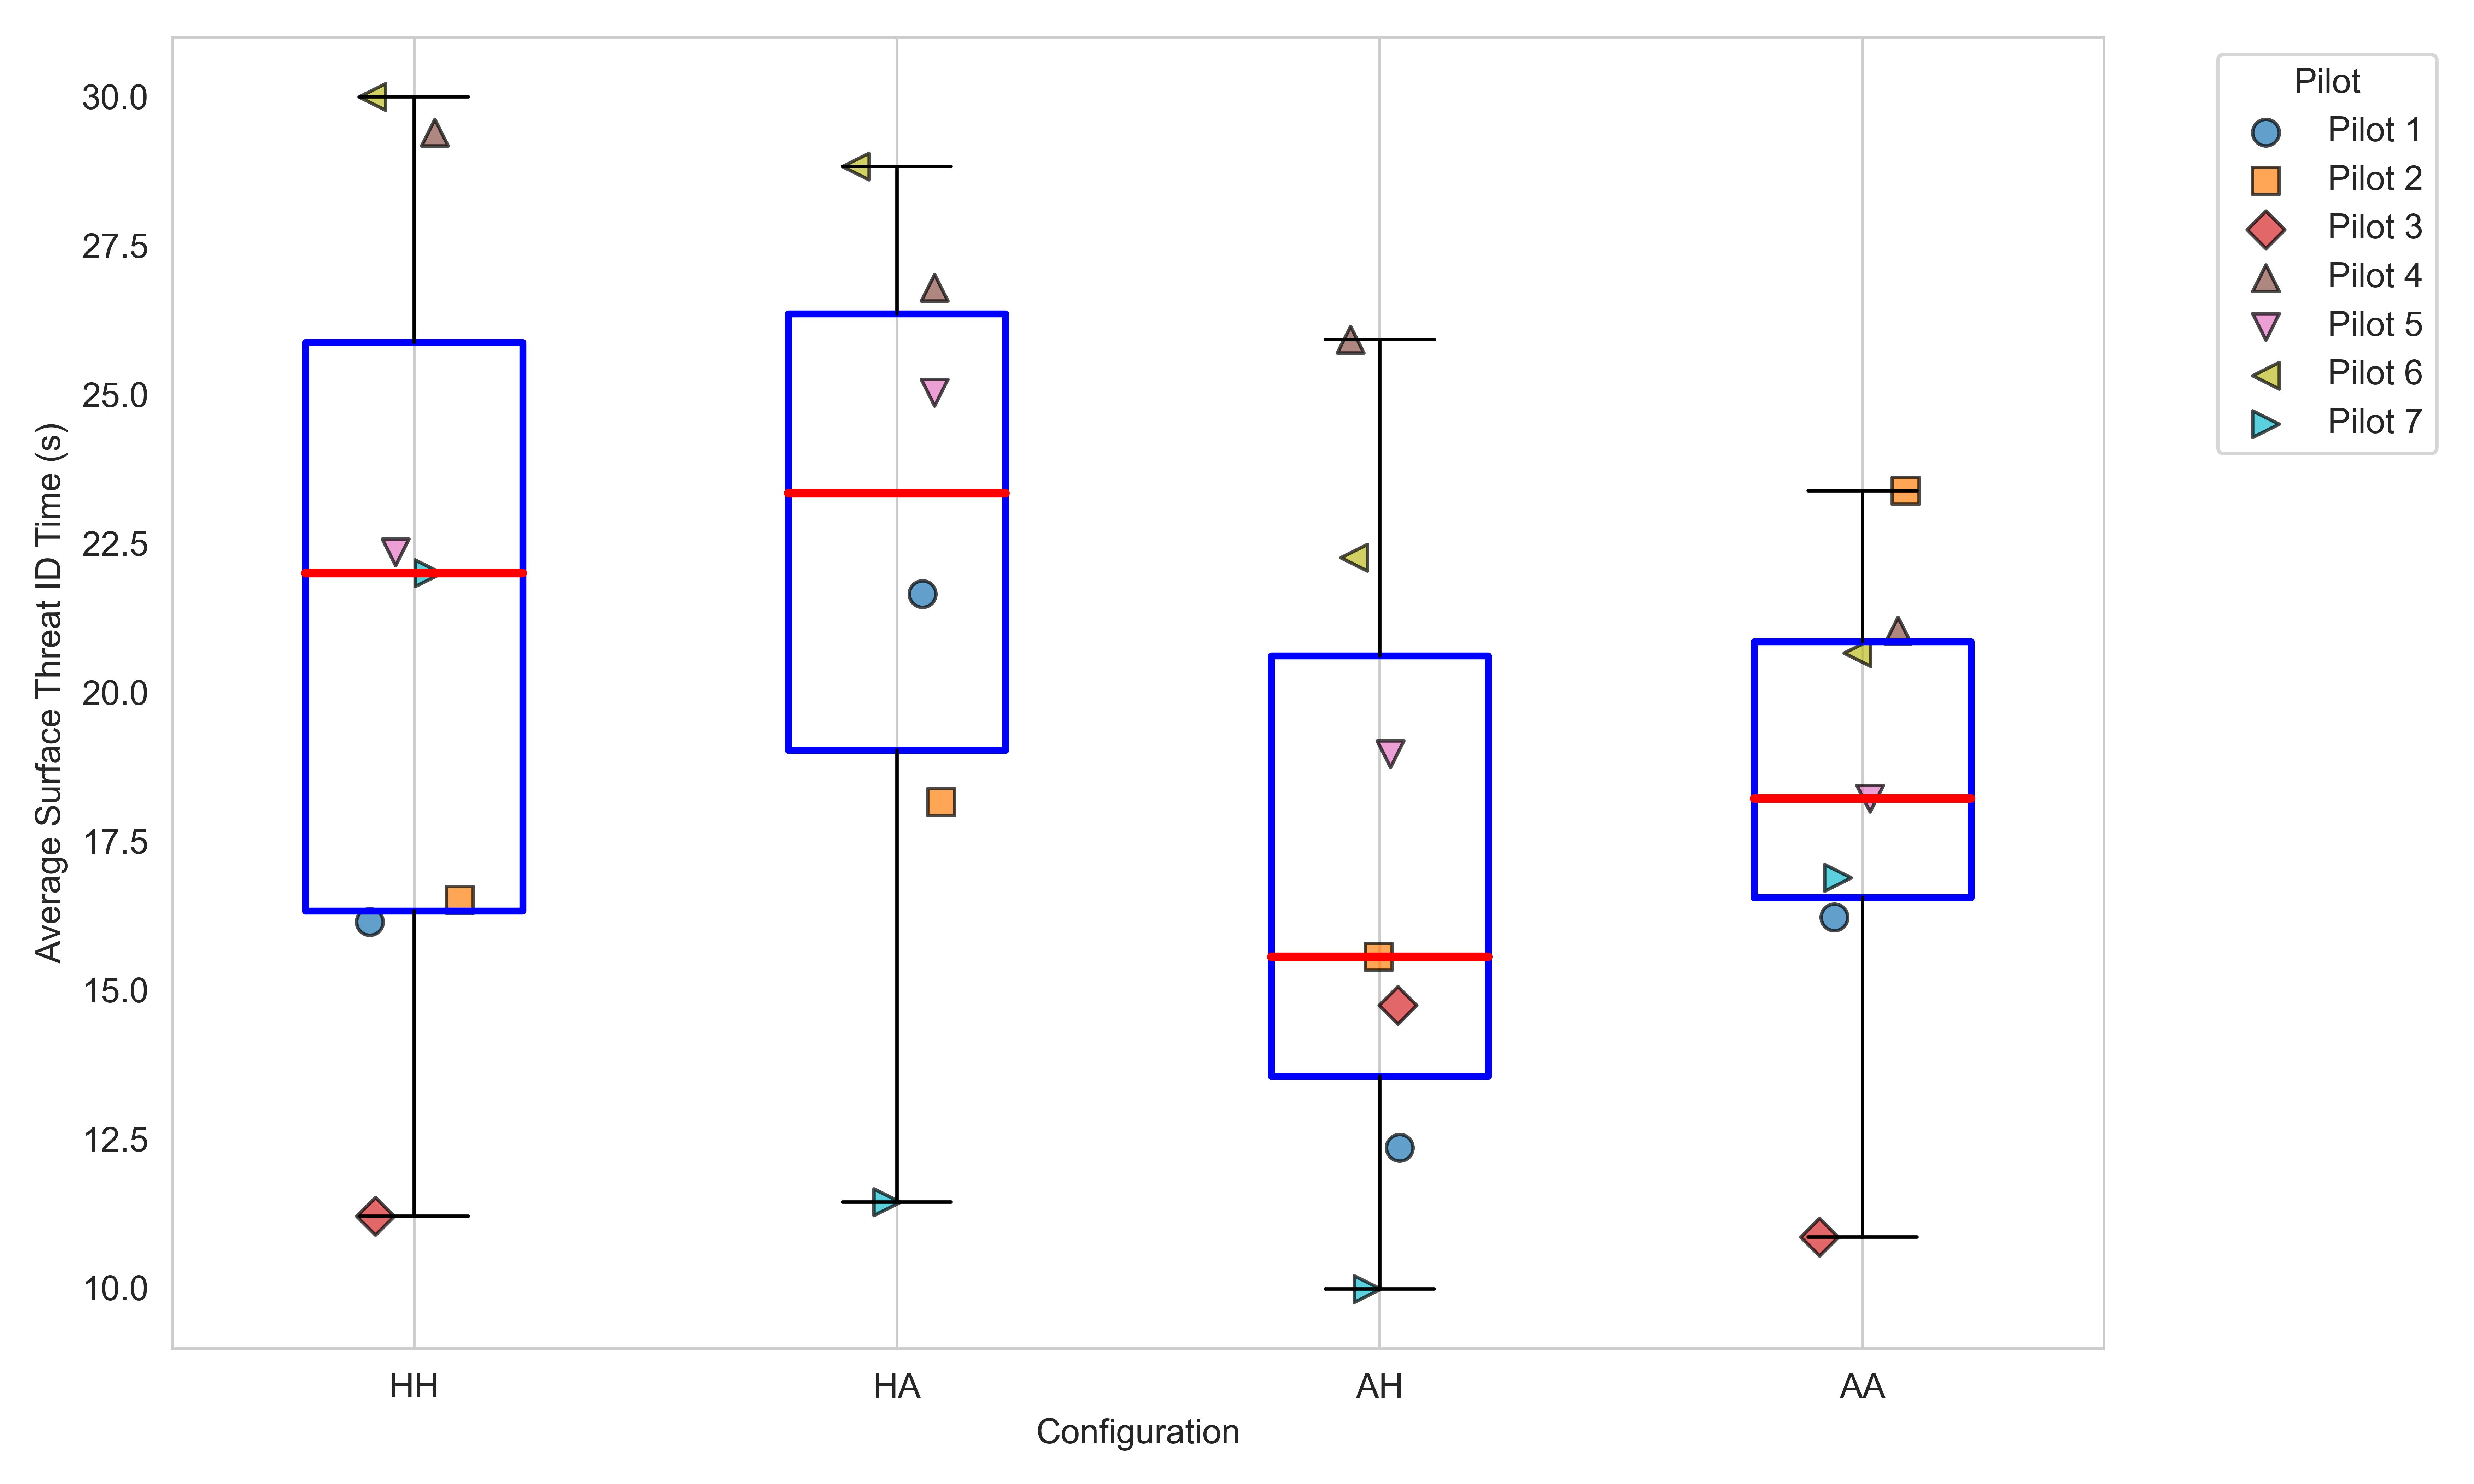 Average Surface Threat ID Time (s)
30.0
27.5
25.0
22.5
20.0
17.5
15.0
12.5
10.0
HH
HA
AH
AA
Configuration
Pilot
Pilot 1
Pilot 2
Pilot 3
Pilot 4
Pilot 5
Pilot 6
Pilot 7